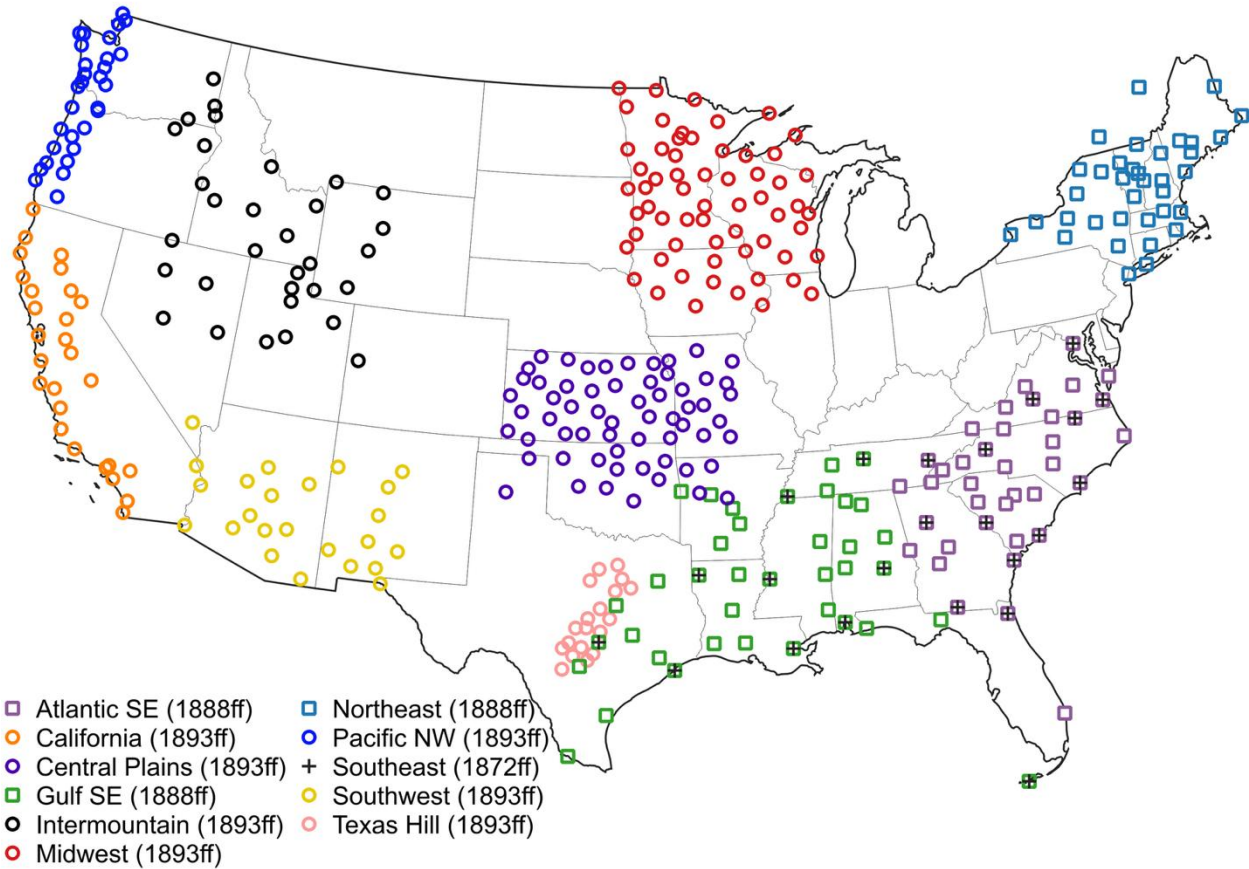 Atlantic SE (1888ff)
California (1893ff)
Central Plains (1893ff)
Gulf SE (1888ff)
Intermountain (1893ff)
Midwest (1893ff)
Northeast (1888ff)
Pacific NW (1893ff)
Southeast (1872ff)
Southwest (1893ff)
Texas Hill (1893ff)